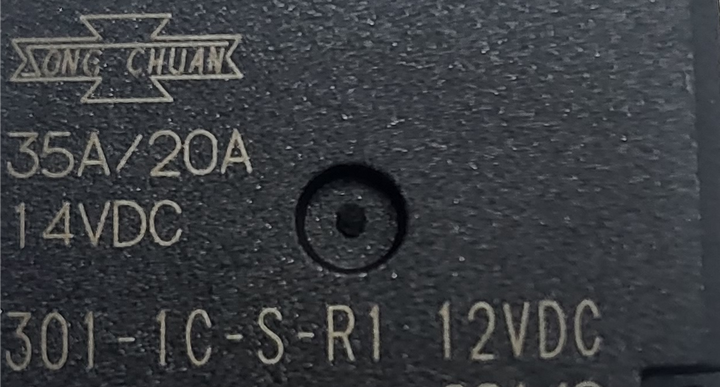 SONG CHUAN
35A/20A
14VDC
301-1C-S-R1 12VDC